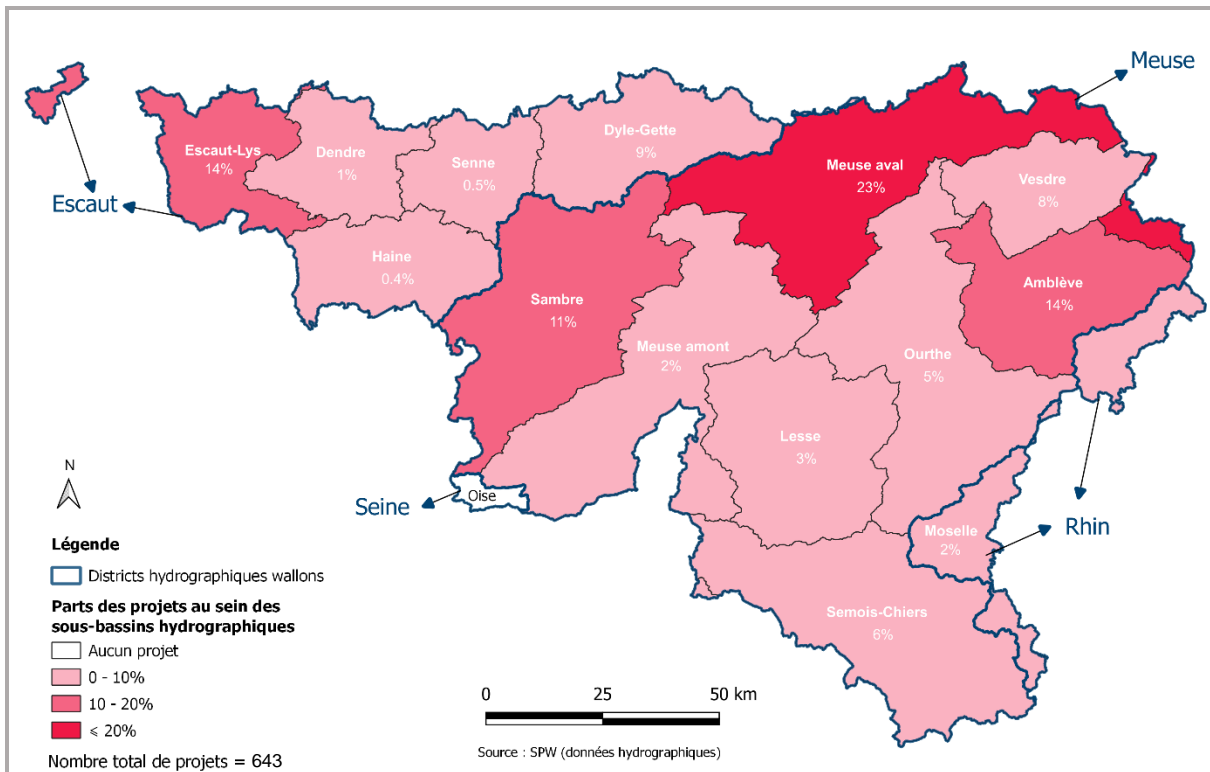 Meuse
Escaut-Lys
14%
Dendre
1%
Senne
0.5%
Dyle-Gette
9%
Meuse aval
23%
Vesdre
8%
Escaut
Haine
0.4%
Sambre
11%
Amblève
14%
Meuse amont
2%
Ourthe
5%
Lesse
3%
N
Seine
Oise
Moselle
2%
Rhin
Semois-Chiers
6%
Légende
Districts hydrographiques wallons
Parts des projets au sein des
sous-bassins hydrographiques
Aucun projet
0 - 10%
10 - 20%
≤ 20%
Nombre total de projets = 643
0 25 50 km
Source : SPW (données hydrographiques)